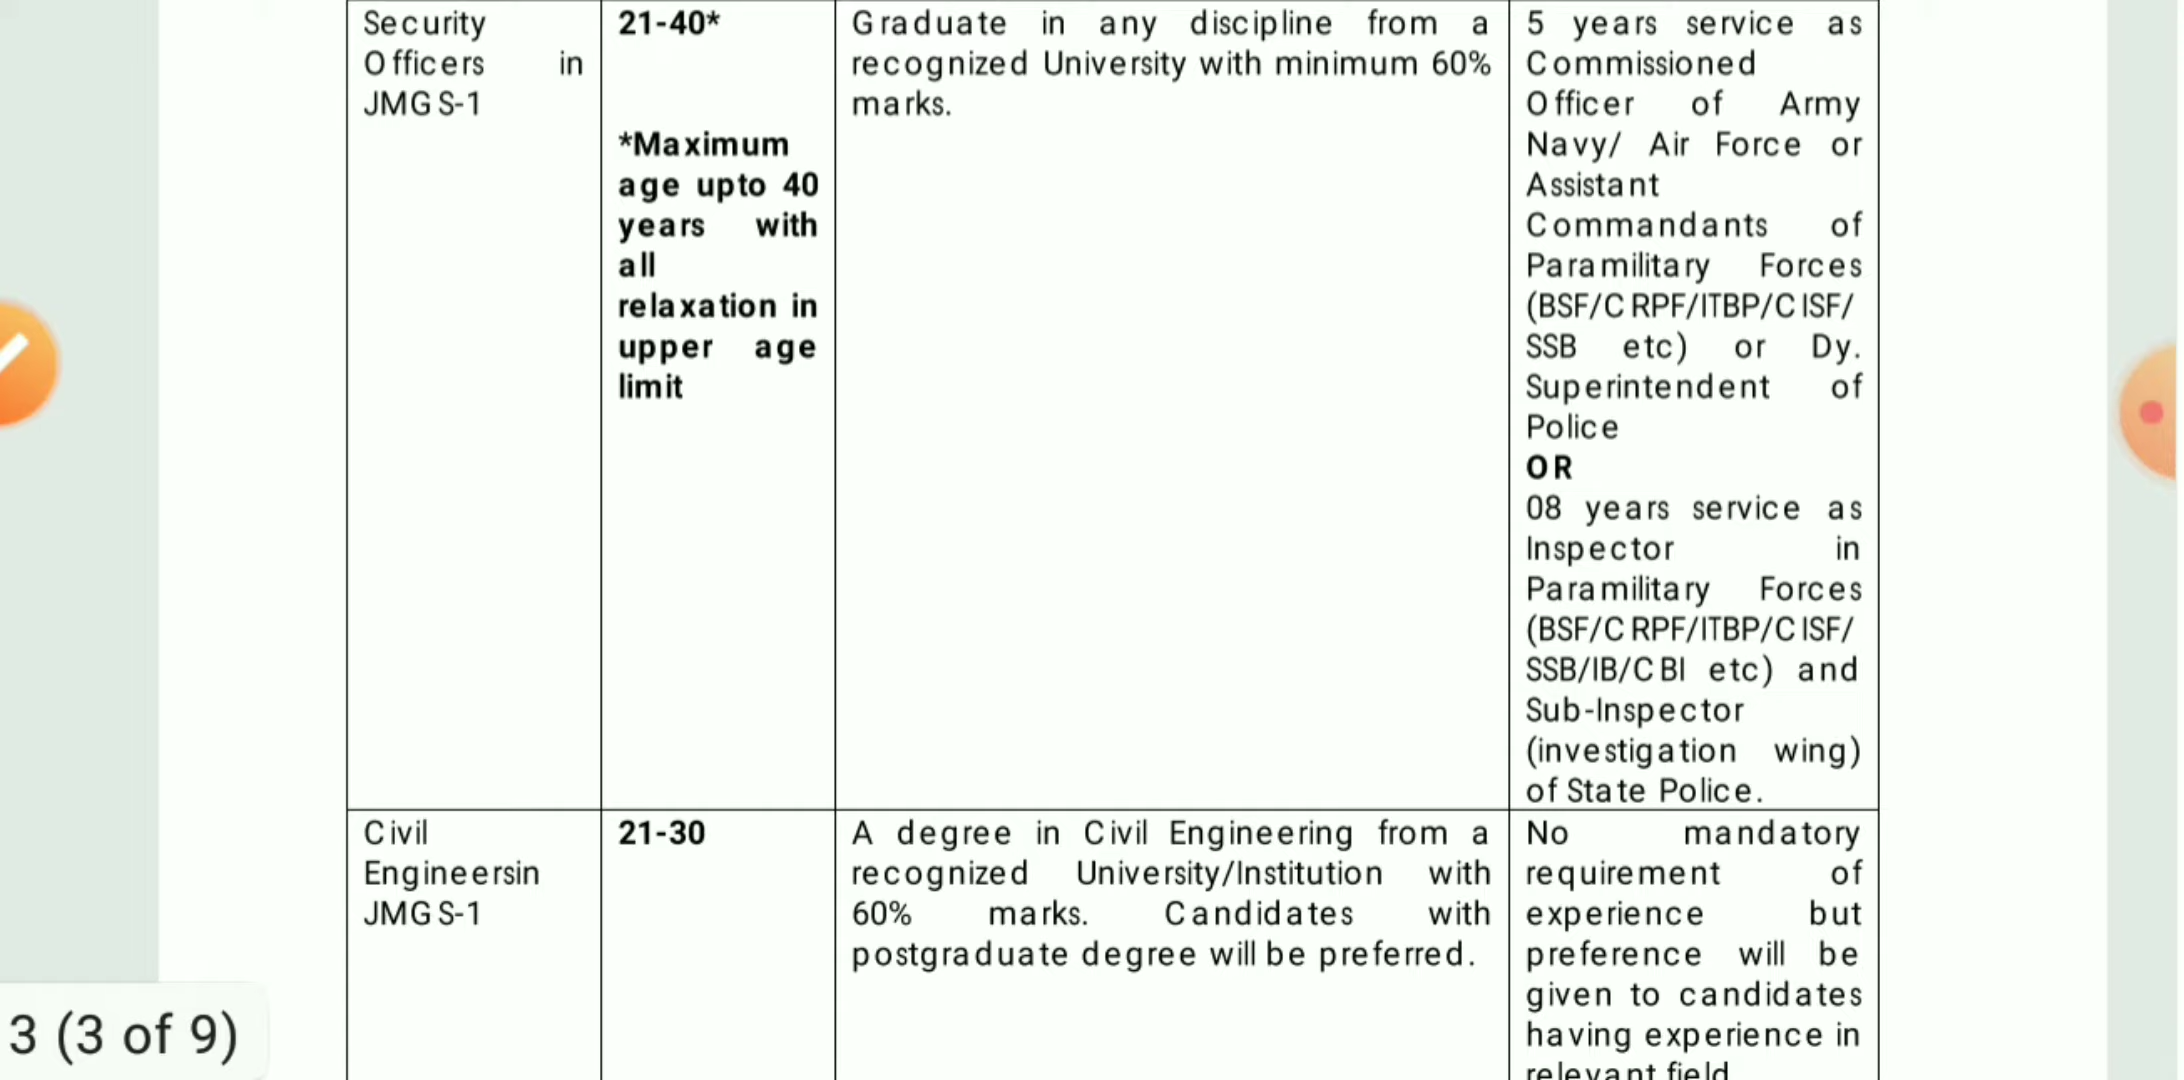 Security
Officers in
JMGS-1
21-40*
*Maximum
age upto 40
years with
all
relaxation in
upper age
limit
Graduate in any discipline from a
recognized University with minimum 60%
marks.
5 years service as
Commissioned
Officer of Army
Navy/ Air Force or
Assistant
Commandants of
Paramilitary Forces
(BSF/CRPF/ITBP/CISF/
SSB etc) or Dy.
Superintendent of
Police
OR
08 years service as
Inspector in
Paramilitary Forces
(BSF/CRPF/ITBP/CISF/
SSB/IB/CBI etc) and
Sub-Inspector
(investigation wing)
of State Police.
Civil
Engineersin
JMGS-1
21-30
A degree in Civil Engineering from a
recognized University/Institution with
60% marks. Candidates with
postgraduate degree will be preferred.
No mandatory
requirement of
experience but
preference will be
given to candidates
having experience in
relevant field
3 (3 of 9)